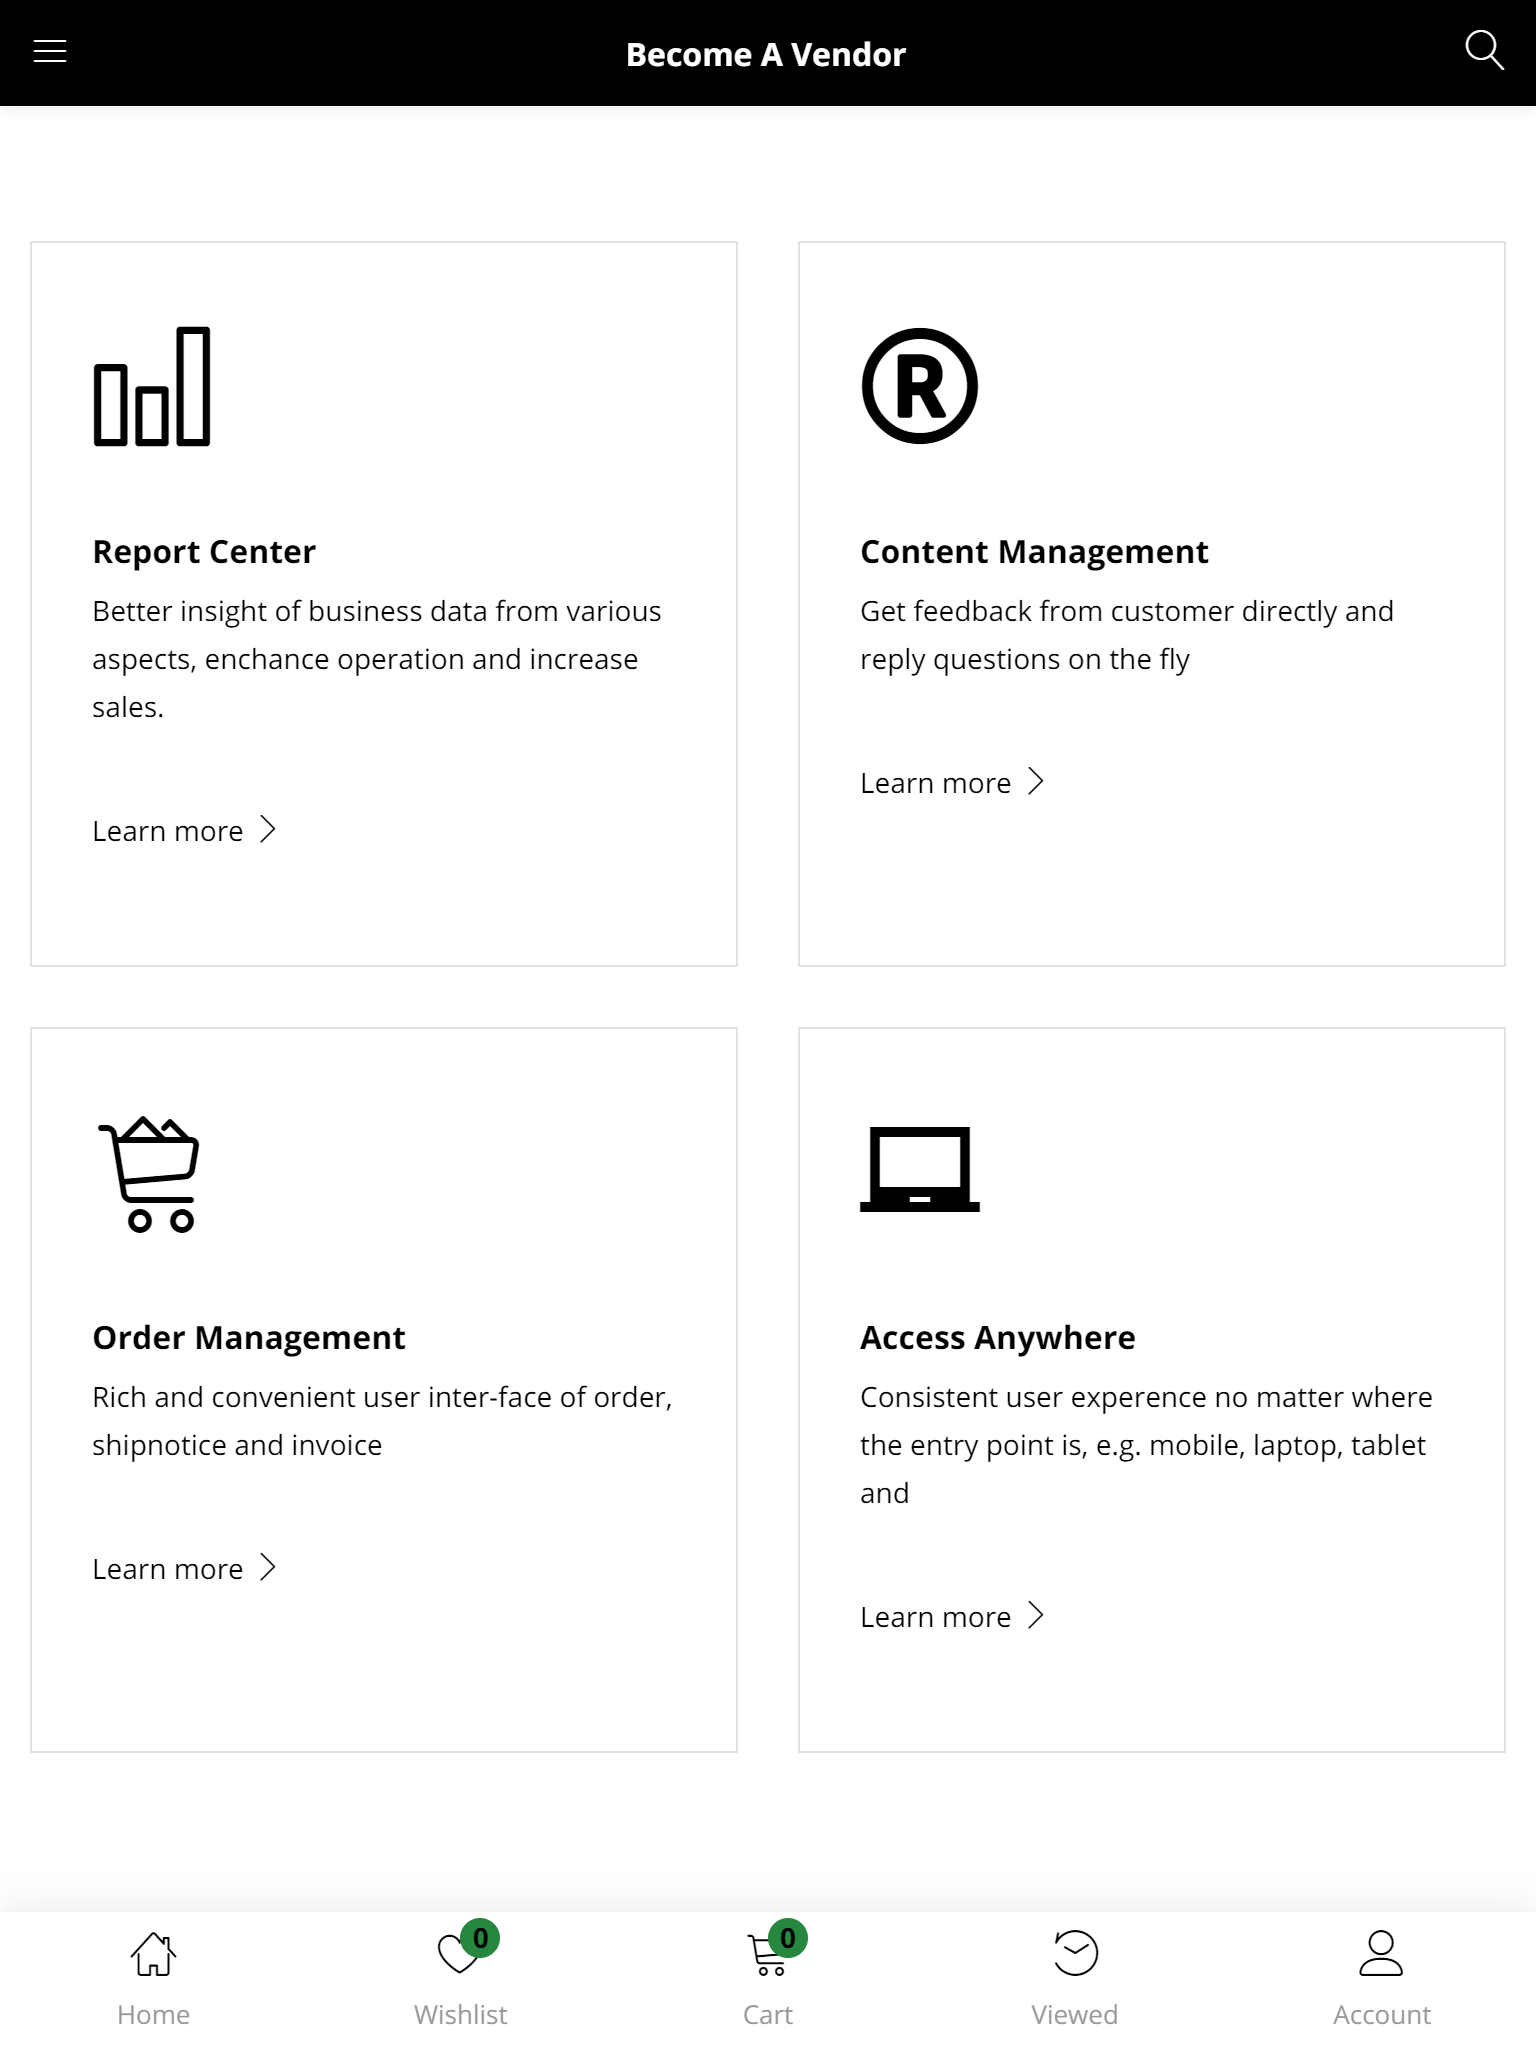 Become A Vendor
R
Report Center
Better insight of business data from various
aspects, enchance operation and increase
sales.
Learn more
Content Management
Get feedback from customer directly and
reply questions on the fly
Learn more
Order Management
Rich and convenient user inter-face of order,
shipnotice and invoice
Learn more
Access Anywhere
Consistent user experence no matter where
the entry point is, e.g. mobile, laptop, tablet
and
Learn more
0
0
Home
Wishlist
Cart
Viewed
Account